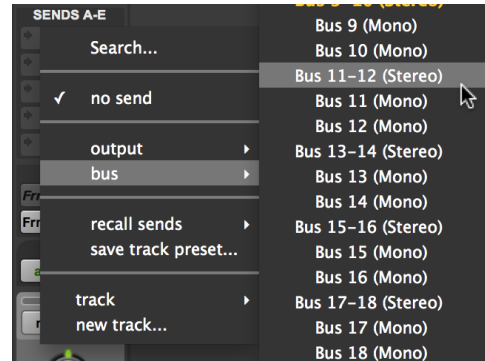 SENDS A-E
Search...
✓ no send
output
bus
recall sends
save track preset...
track
new track...
Bus 9 (Mono)
Bus 10 (Mono)
Bus 11-12 (Stereo)
Bus 11 (Mono)
Bus 12 (Mono)
Bus 13-14 (Stereo)
Bus 13 (Mono)
Bus 14 (Mono)
Bus 15-16 (Stereo)
Bus 15 (Mono)
Bus 16 (Mono)
Bus 17-18 (Stereo)
Bus 17 (Mono)
Bus 18 (Mono)